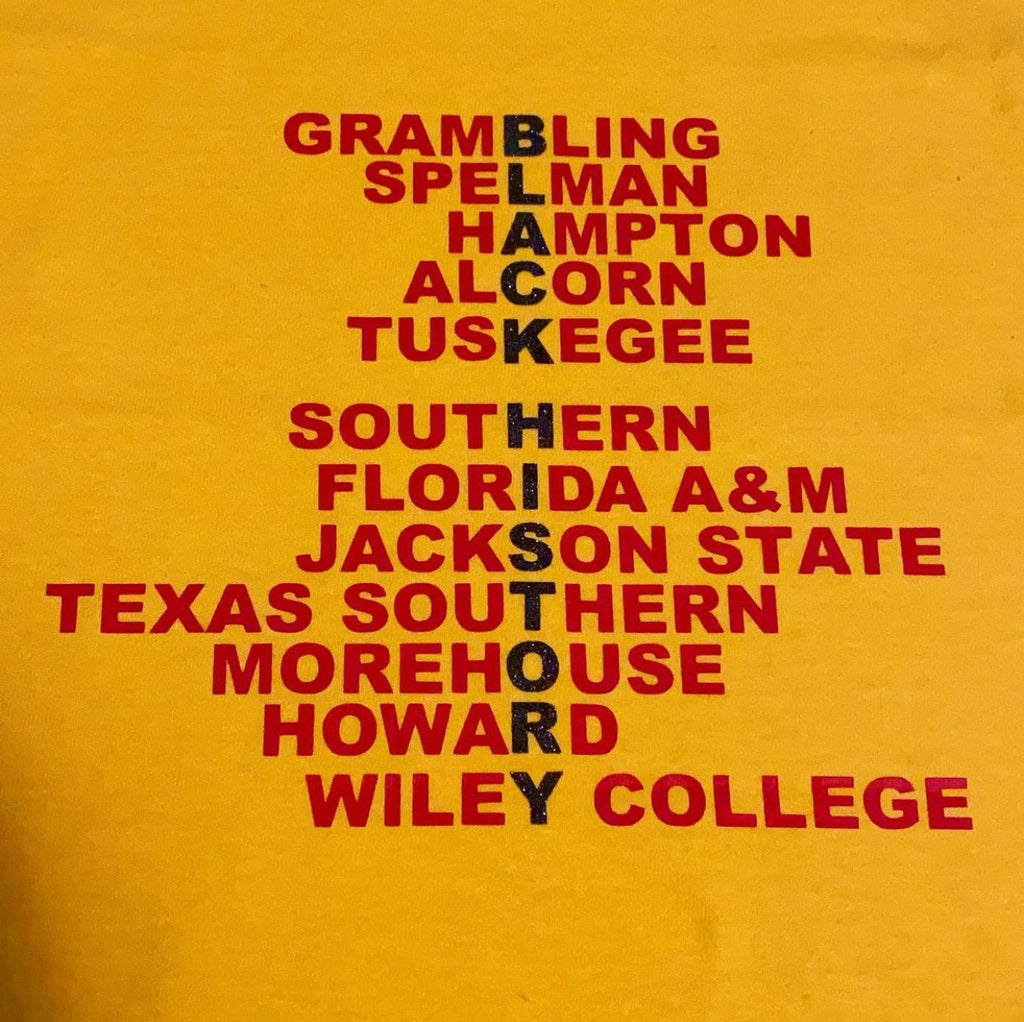 GRAMBLING
SPELMAN
HAMPTON
ALCORN
TUSKEGEE
SOUTHERN
FLORIDA A&M
JACKSON STATE
TEXAS SOUTHERN
MOREHOUSE
HOWARD
WILEY COLLEGE